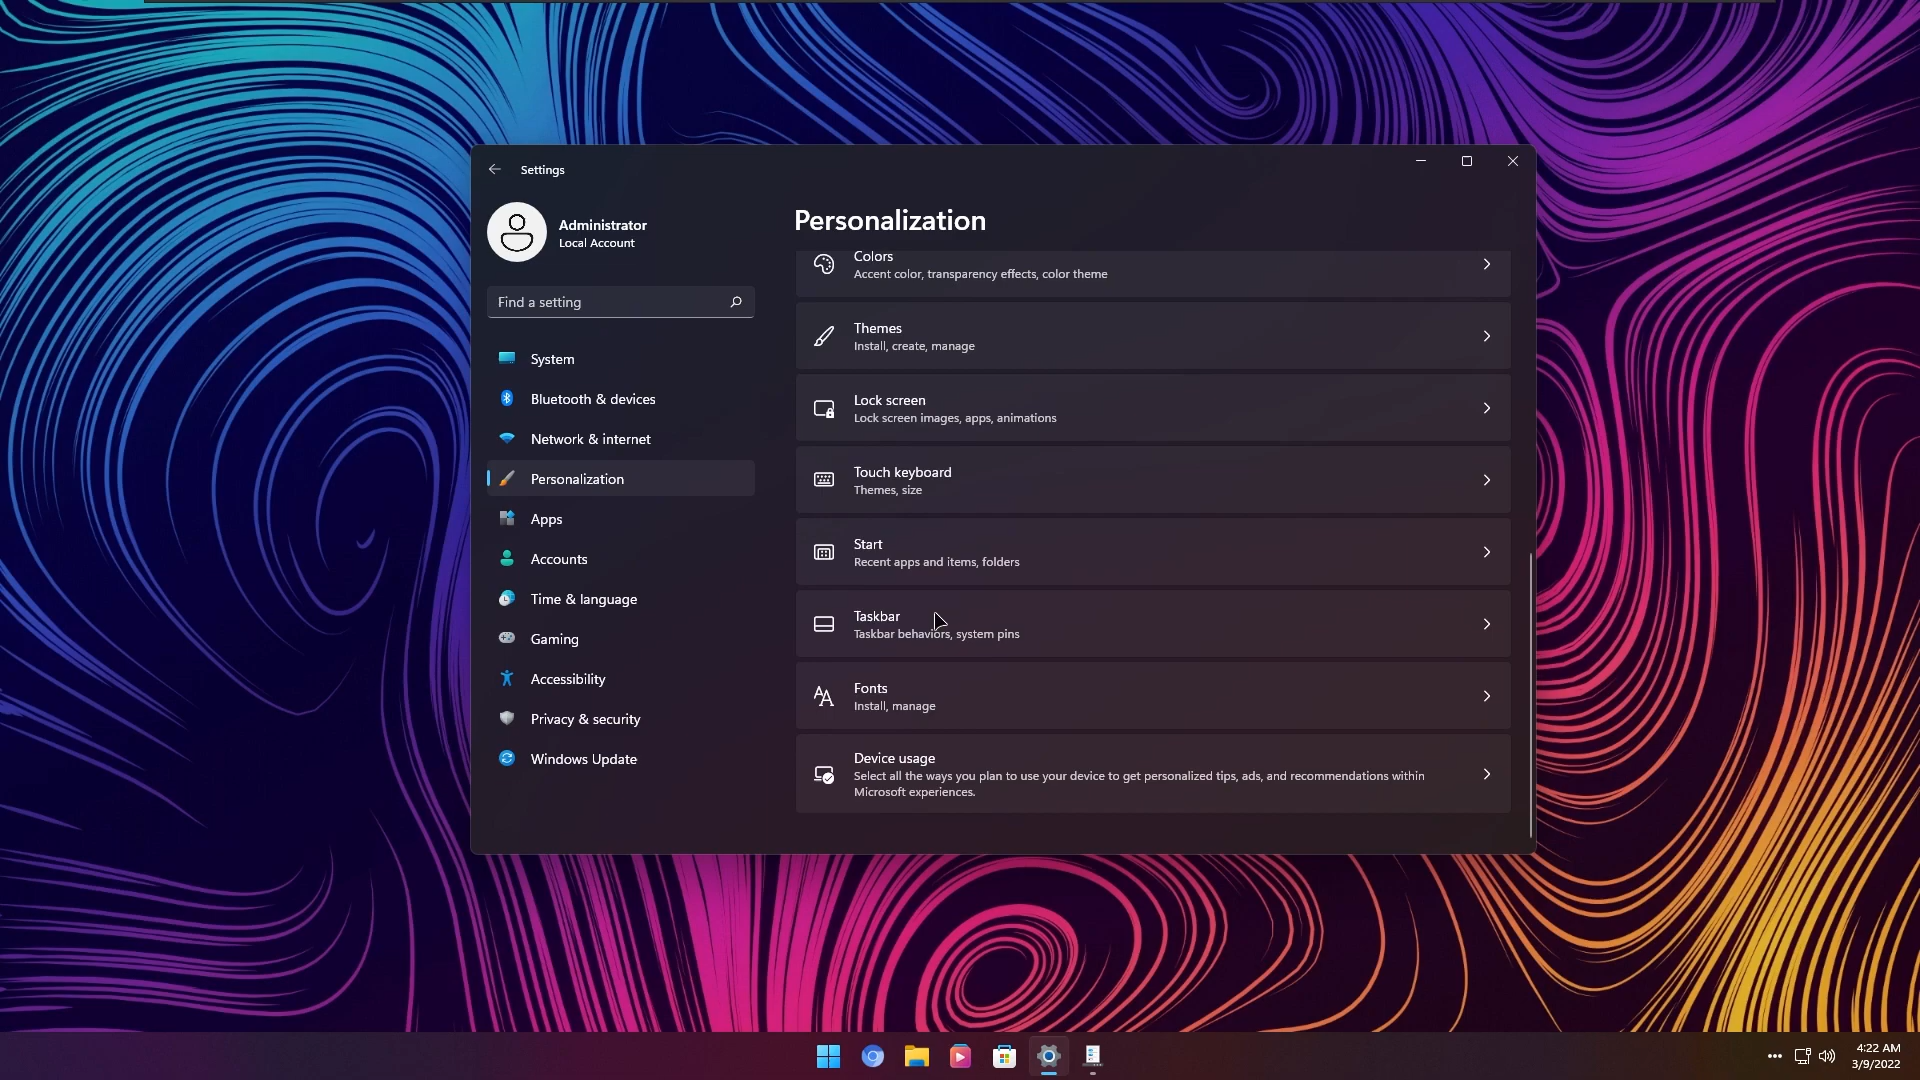 Settings
Administrator
Local Account
Find a setting
System
Bluetooth & devices
Network & internet
Personalization
Apps
Accounts
Time & language
Gaming
Accessibility
Privacy & security
Windows Update
Personalization
Colors
Accent color, transparency effects, color theme
Themes
Install, create, manage
Lock screen
Lock screen images, apps, animations
Touch keyboard
Themes, size
Start
Recent apps and items, folders
Taskbar
Taskbar behaviors, system pins
Fonts
Install, manage
Device usage
Select all the ways you plan to use your device to get personalized tips, ads, and recommendations within
Microsoft experiences.
4:22 AM
3/9/2022